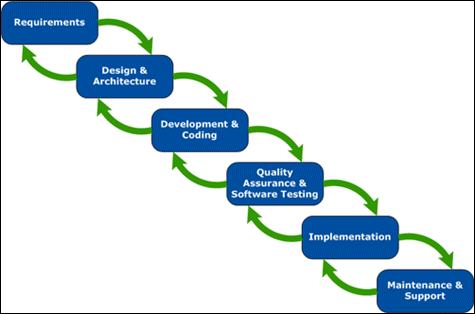 Requirements
Design &
Architecture
Development &
Coding
Quality
Assurance &
Software Testing
Implementation
Maintenance &
Support